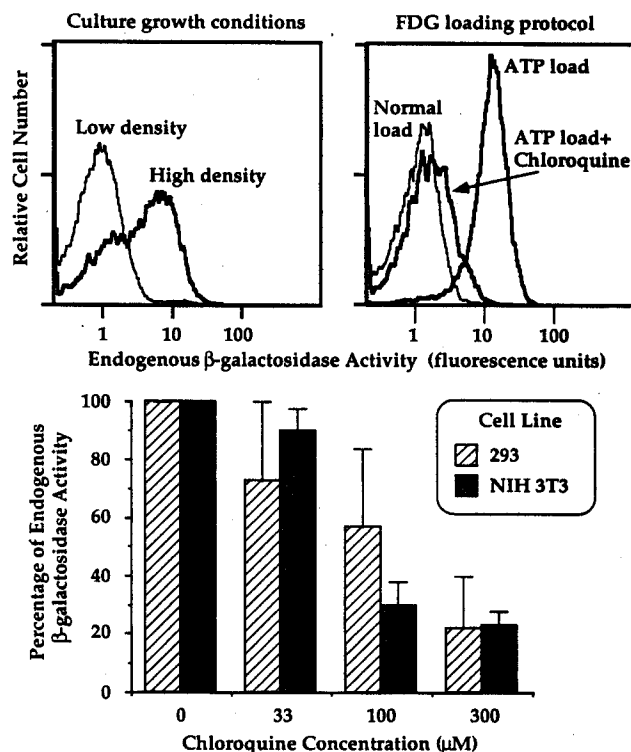 Culture growth conditions
FDG loading protocol
Relative Cell Number
Low density
High density
Normal load
ATP load
ATP load+ Chloroquine
1 10 100
1 10 100
Endogenous β-galactosidase Activity (fluorescence units)
Percentage of Endogenous
β-galactosidase Activity
100
80
60
40
20
0
Cell Line
293
NIH 3T3
0 33 100 300
Chloroquine Concentration (μM)